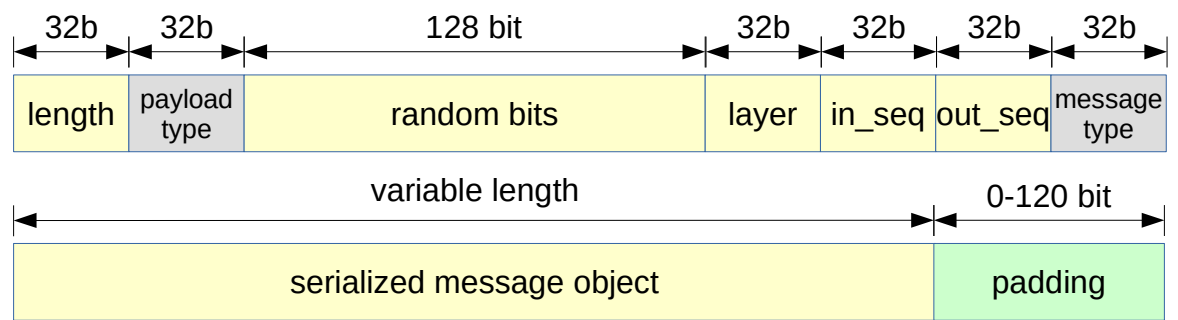 32b 32b 128 bit 32b 32b 32b 32b
length payload type random bits layer in_seq out_seq message type
variable length 0-120 bit
serialized message object padding